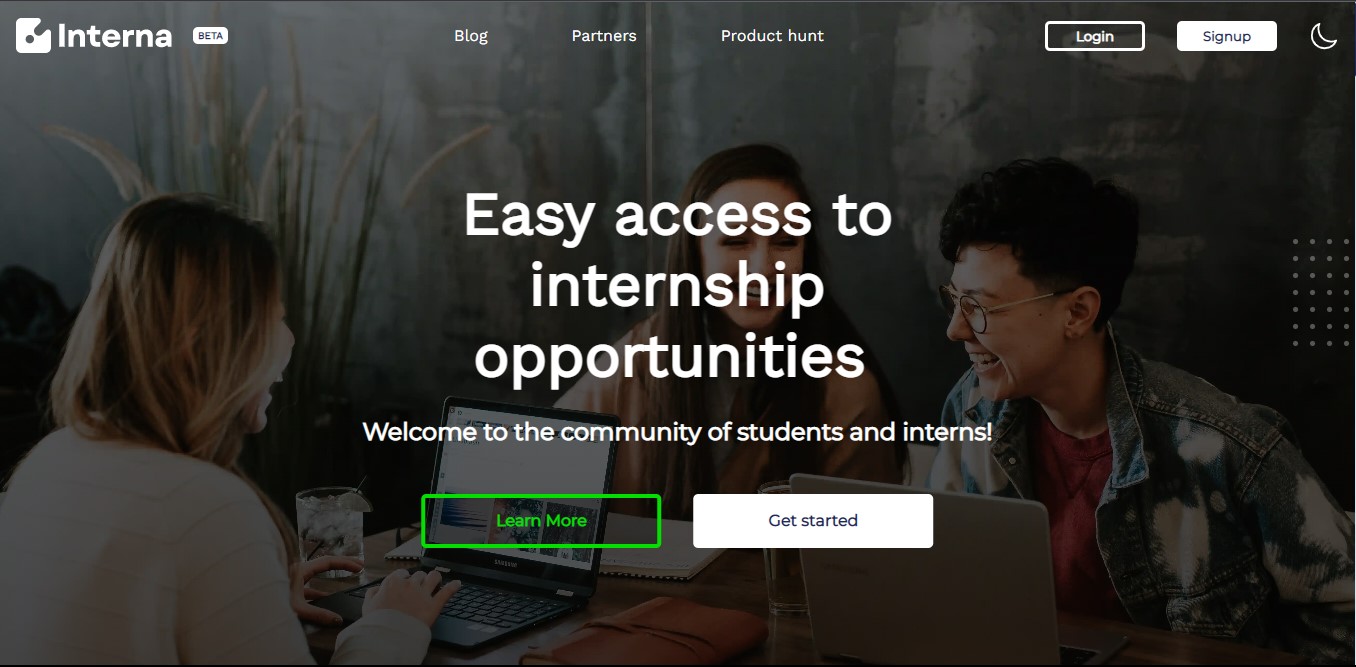 Interna BETA Blog Partners Product hunt Login Signup
Easy access to
internship
opportunities
Welcome to the community of students and interns!
Learn More Get started
SAMSUNG